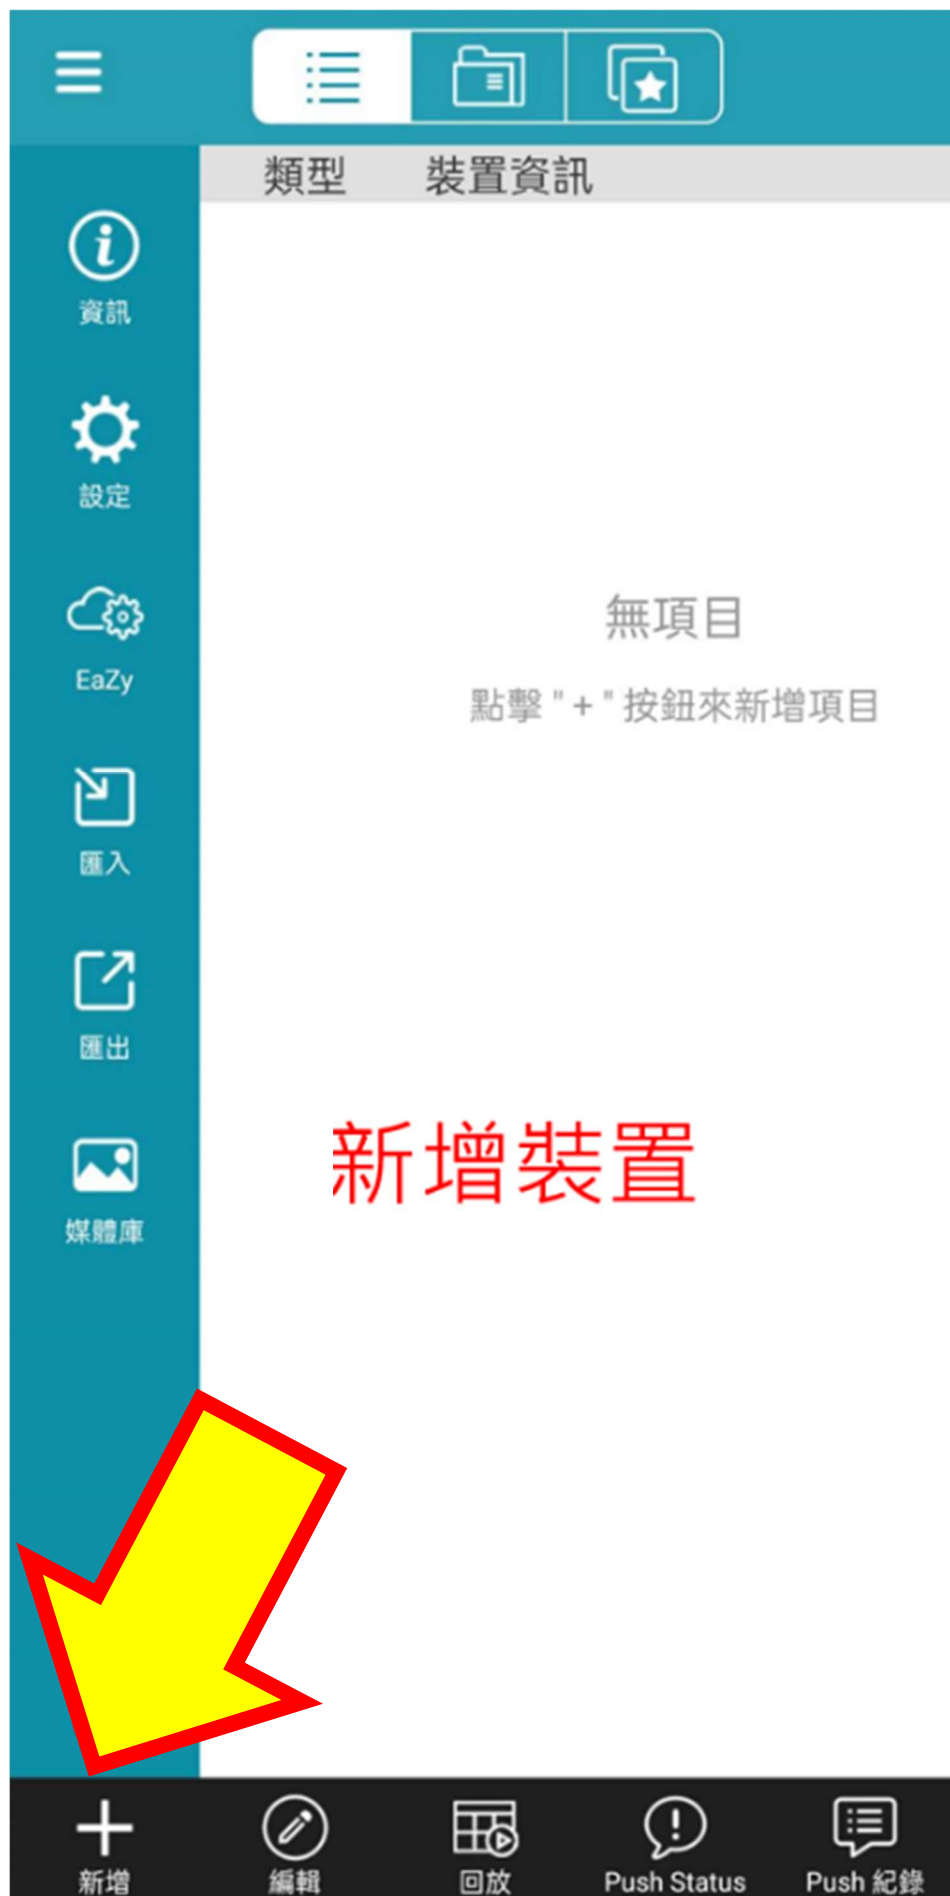 類型 裝置資訊
資訊
設定
EaZy
無項目
點擊 " + " 按鈕來新增項目
匯入
匯出
新增裝置
媒體庫
新增 編輯 回放 Push Status Push 紀錄